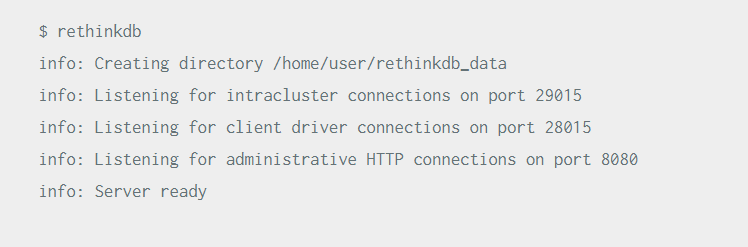 $ rethinkdb
info: Creating directory /home/user/rethinkdb_data
info: Listening for intracluster connections on port 29015
info: Listening for client driver connections on port 28015
info: Listening for administrative HTTP connections on port 8080
info: Server ready